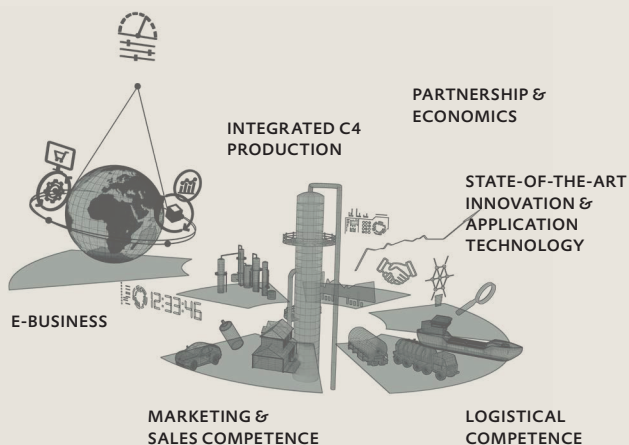 PARTNERSHIP &
ECONOMICS
INTEGRATED C4
PRODUCTION
STATE-OF-THE-ART
INNOVATION &
APPLICATION
TECHNOLOGY
12:33:46
E-BUSINESS
MARKETING &
SALES COMPETENCE
LOGISTICAL
COMPETENCE